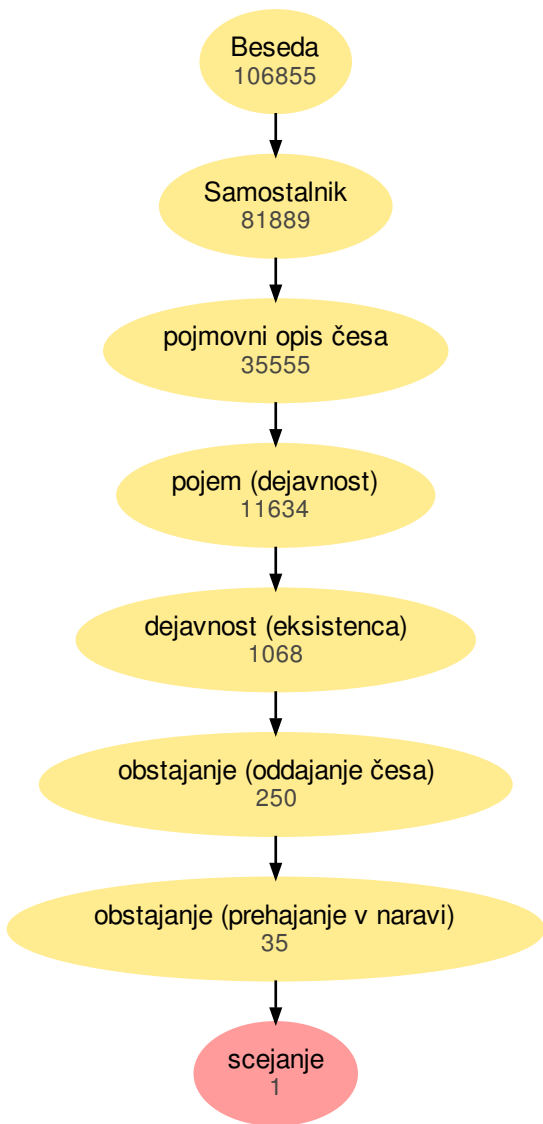 Beseda
106855
Samostalnik
81889
pojmovni opis česa
35555
pojem (dejavnost)
11634
dejavnost (eksistenca)
1068
obstajanje (oddajanje česa)
250
obstajanje (prehajanje v naravi)
35
scejanje
1